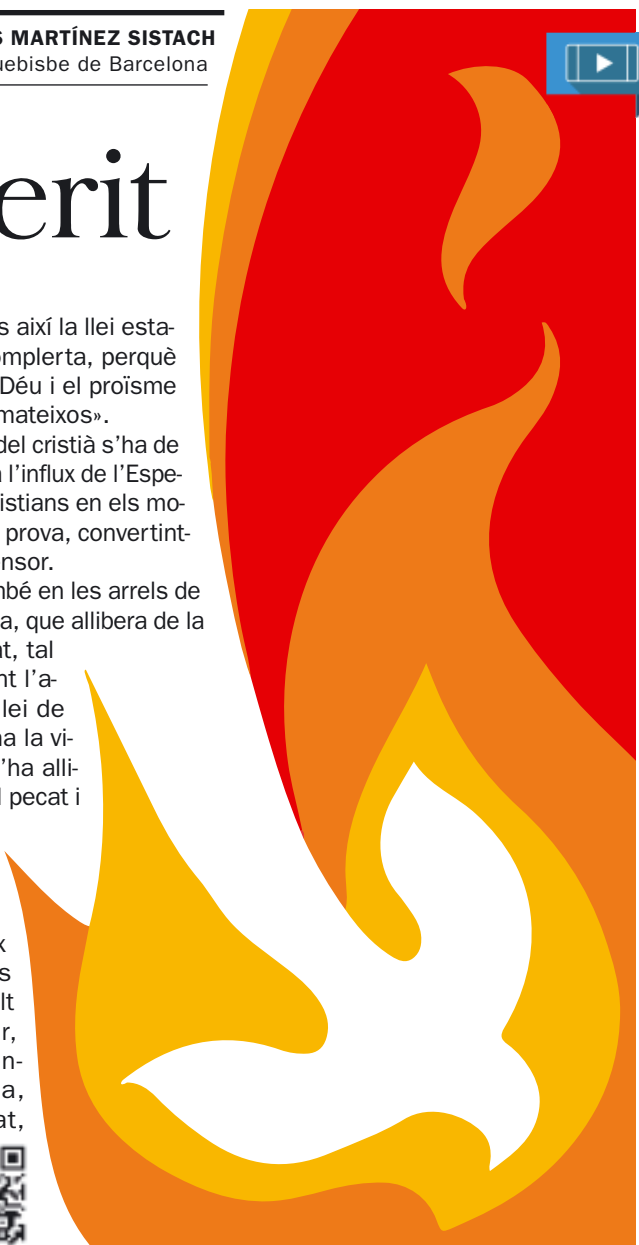 S MARTÍNEZ SISTACH
uebisbe de Barcelona
erit
s així la llei esta-
omplerta, perquè
Déu i el proïsme
mateixos».
del cristià s'ha de
a l'influx de l'Espe-
istians en els mo-
prova, convertint-
nsor.
mbé en les arrels de
a, que allibera de la
t, tal
nt l'a-
lei de
na la vi-
'ha alli-
l pecat i
x
s
lt
r,
n-
a,
at,